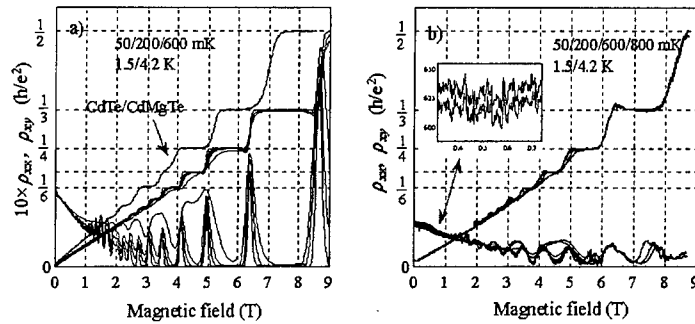 a)
50/200/600 mK
1.5/4.2 K
CdTe/CdMgTe
10× ρxx, ρxy (h/e²)
1/2
1/3
1/4
1/6
0
0 1 2 3 4 5 6 7 8 9
Magnetic field (T)
b)
50/200/600/800 mK
1.5/4.2 K
ρxx, ρxy (h/e²)
1/2
1/3
1/4
1/6
0
0 1 2 3 4 5 6 7 8 9
Magnetic field (T)